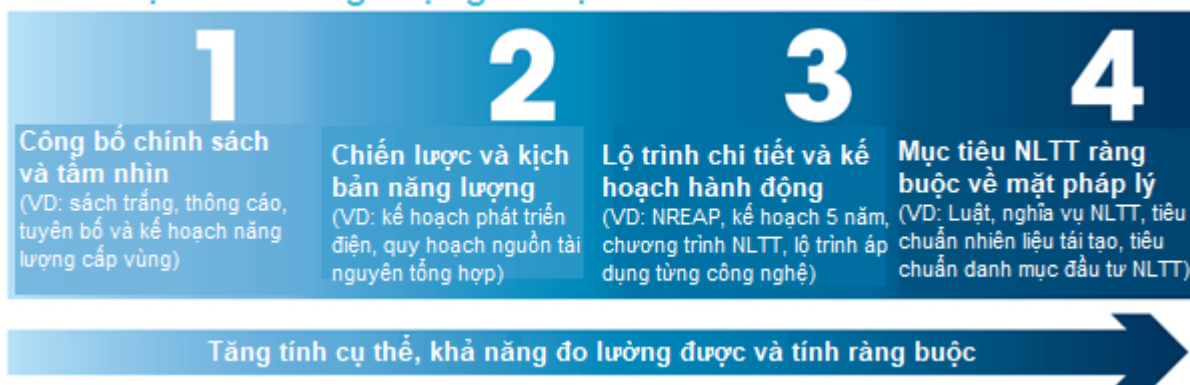 1
Công bố chính sách
và tầm nhìn
(VD: sách trắng, thông cáo,
tuyên bố và kế hoạch năng
lượng cấp vùng)
2
Chiến lược và kịch
bản năng lượng
(VD: kế hoạch phát triển
điện, quy hoạch nguồn tài
nguyên tổng hợp)
3
Lộ trình chi tiết và kế
hoạch hành động
(VD: NREAP, kế hoạch 5 năm,
chương trình NLTT, lộ trình áp
dụng từng công nghệ)
4
Mục tiêu NLTT ràng
buộc về mặt pháp lý
(VD: Luật, nghĩa vụ NLTT, tiêu
chuẩn nhiên liệu tái tạo, tiêu
chuẩn danh mục đầu tư NLTT)
Tăng tính cụ thể, khả năng đo lường được và tính ràng buộc